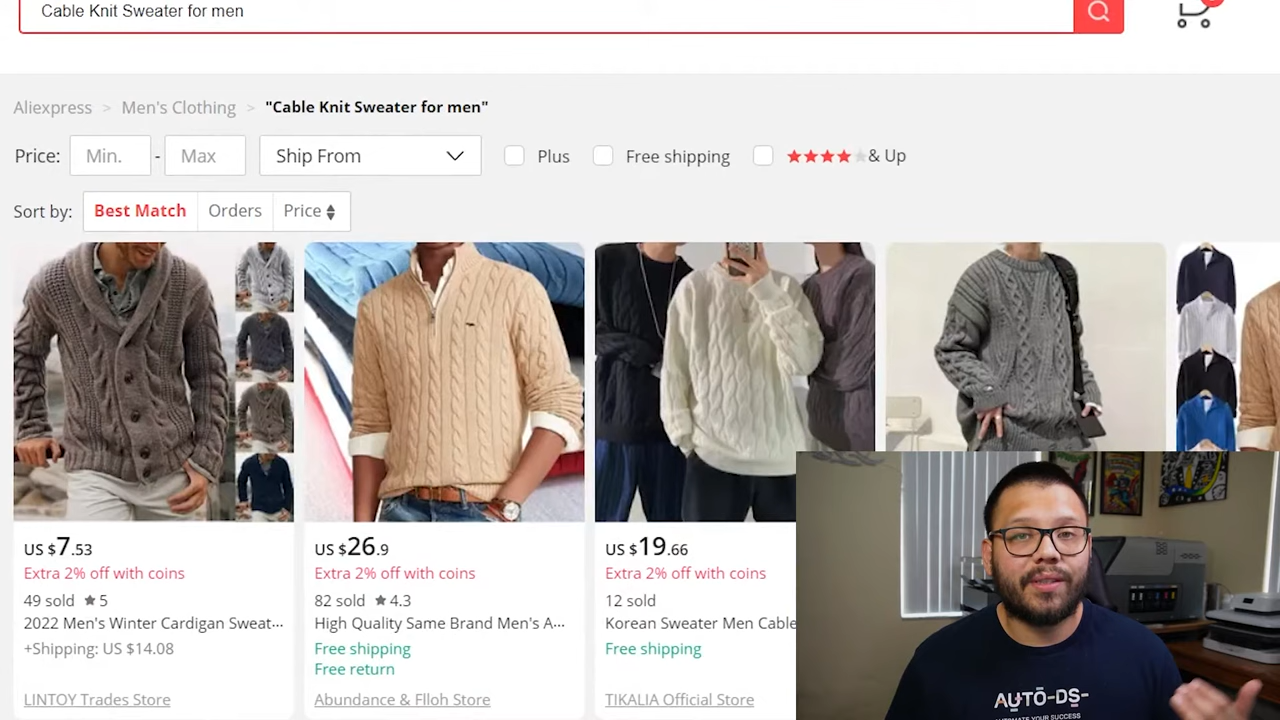 Cable Knit Sweater for men
Aliexpress > Men's Clothing > "Cable Knit Sweater for men"
Price: Min. - Max Ship From Plus Free shipping & Up
Sort by: Best Match Orders Price
US $7.53
Extra 2% off with coins
49 sold ★ 5
2022 Men's Winter Cardigan Sweat...
+Shipping: US $14.08
LINTOY Trades Store
US $26.9
Extra 2% off with coins
82 sold ★ 4.3
High Quality Same Brand Men's A...
Free shipping
Free return
Abundance & Flloh Store
US $19.66
Extra 2% off with coins
12 sold
Korean Sweater Men Cable
Free shipping
TIKALIA Official Store
AUTO-DS-
AUTOMATE YOUR SUCCESS